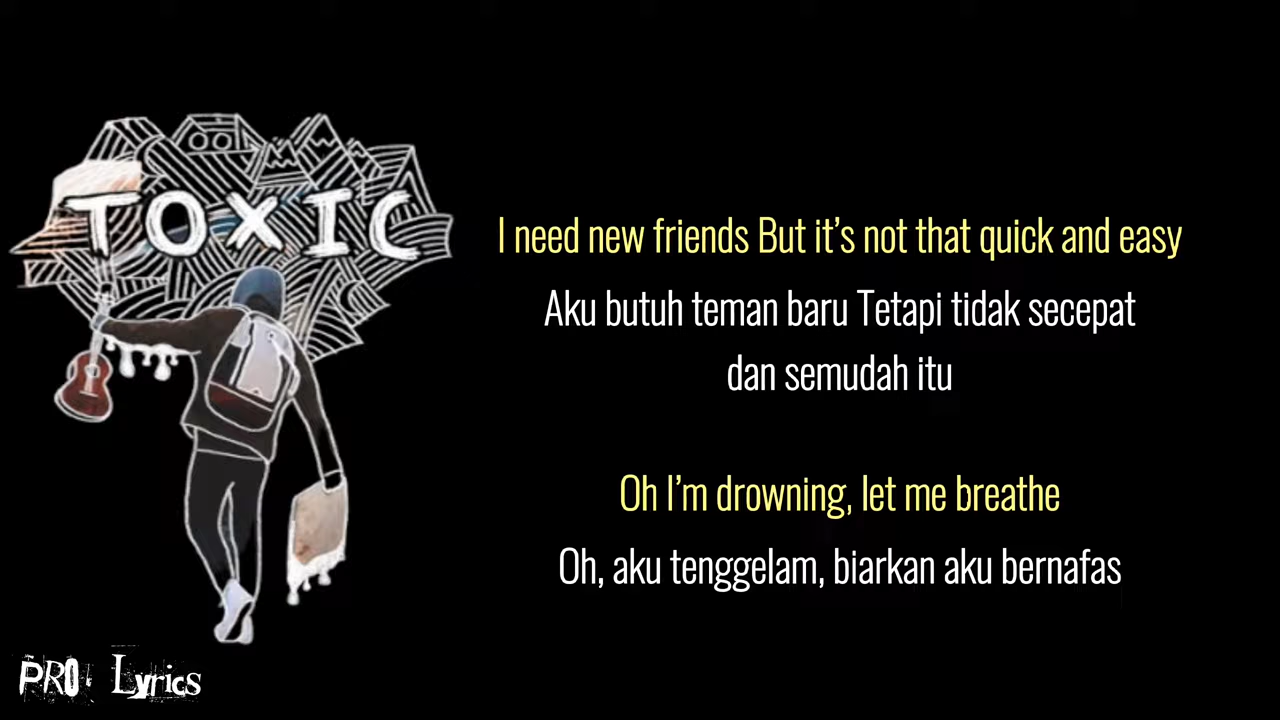 TOXIC
I need new friends But it’s not that quick and easy
Aku butuh teman baru Tetapi tidak secepat
dan semudah itu
Oh I’m drowning, let me breathe
Oh, aku tenggelam, biarkan aku bernafas
PRO Lyrics